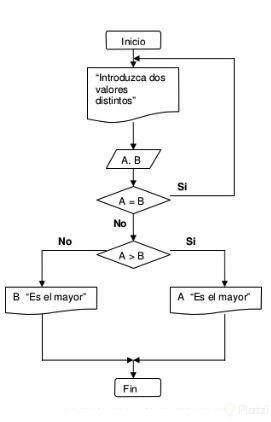 Inicio
“Introduzca dos
valores
distintos”
A, B
A = B
Si
No
A > B
No
Si
B “Es el mayor”
A “Es el mayor”
Fin
Platzi